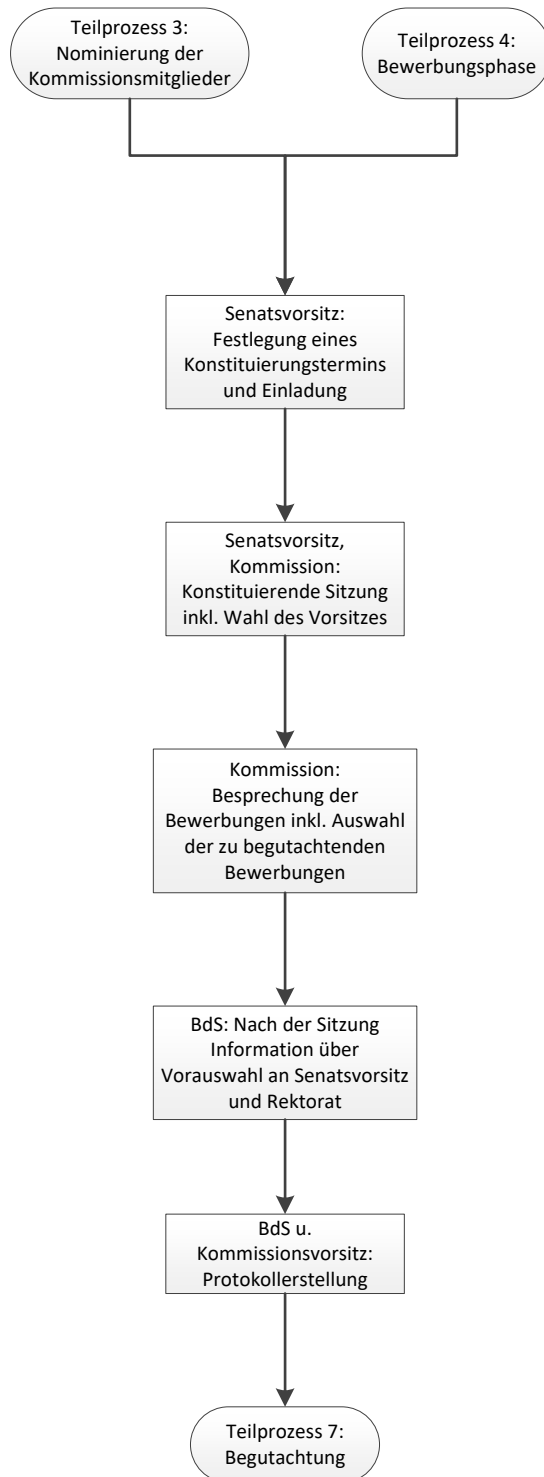 Teilprozess 3:
Nominierung der
Kommissionsmitglieder
Teilprozess 4:
Bewerbungsphase
Senatsvorsitz:
Festlegung eines
Konstituierungstermins
und Einladung
Senatsvorsitz,
Kommission:
Konstituierende Sitzung
inkl. Wahl des Vorsitzes
Kommission:
Besprechung der
Bewerbungen inkl. Auswahl
der zu begutachtenden
Bewerbungen
BdS: Nach der Sitzung
Information über
Vorauswahl an Senatsvorsitz
und Rektorat
BdS u.
Kommissionsvorsitz:
Protokollerstellung
Teilprozess 7:
Begutachtung